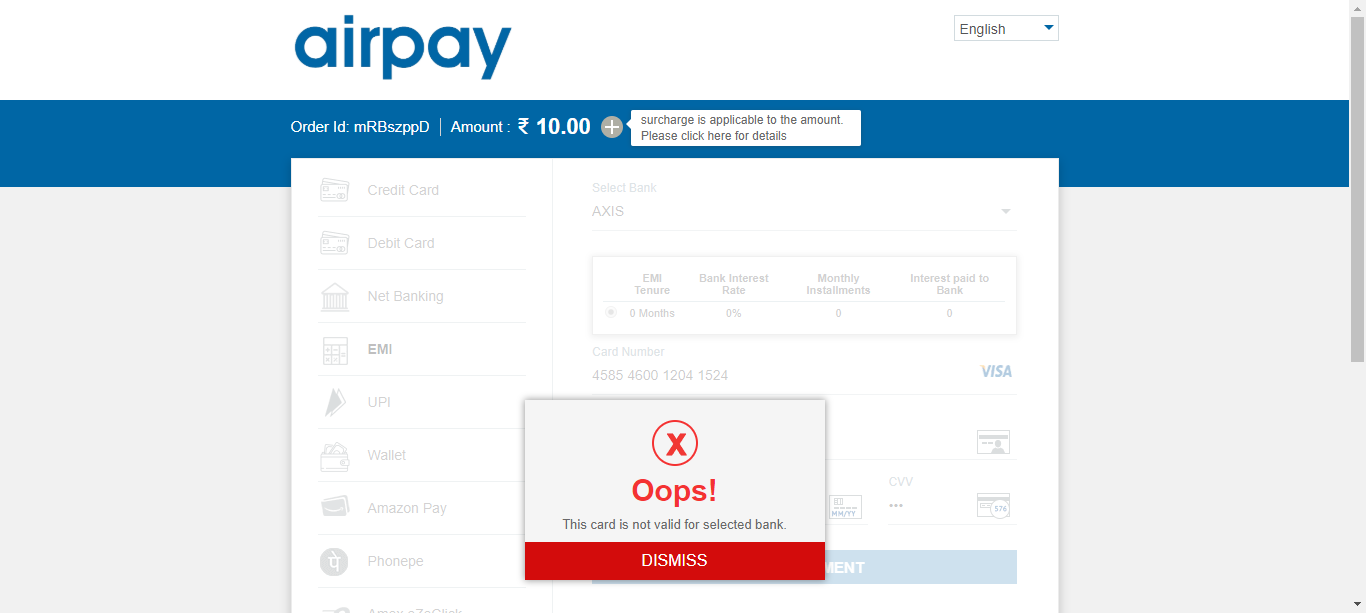 airpay
English
Order Id: mRBszppD
Amount : ₹ 10.00
surcharge is applicable to the amount.
Please click here for details
Credit Card
Debit Card
Net Banking
EMI
UPI
Wallet
Amazon Pay
Phonepe
Amex eZeClick
Select Bank
AXIS
EMI Bank Interest Monthly Interest paid to
Tenure Rate Installments Bank
0 Months 0% 0 0
Card Number
4585 4600 1204 1524
VISA
MM/YY
CVV
576
X
Oops!
This card is not valid for selected bank.
DISMISS
MENT